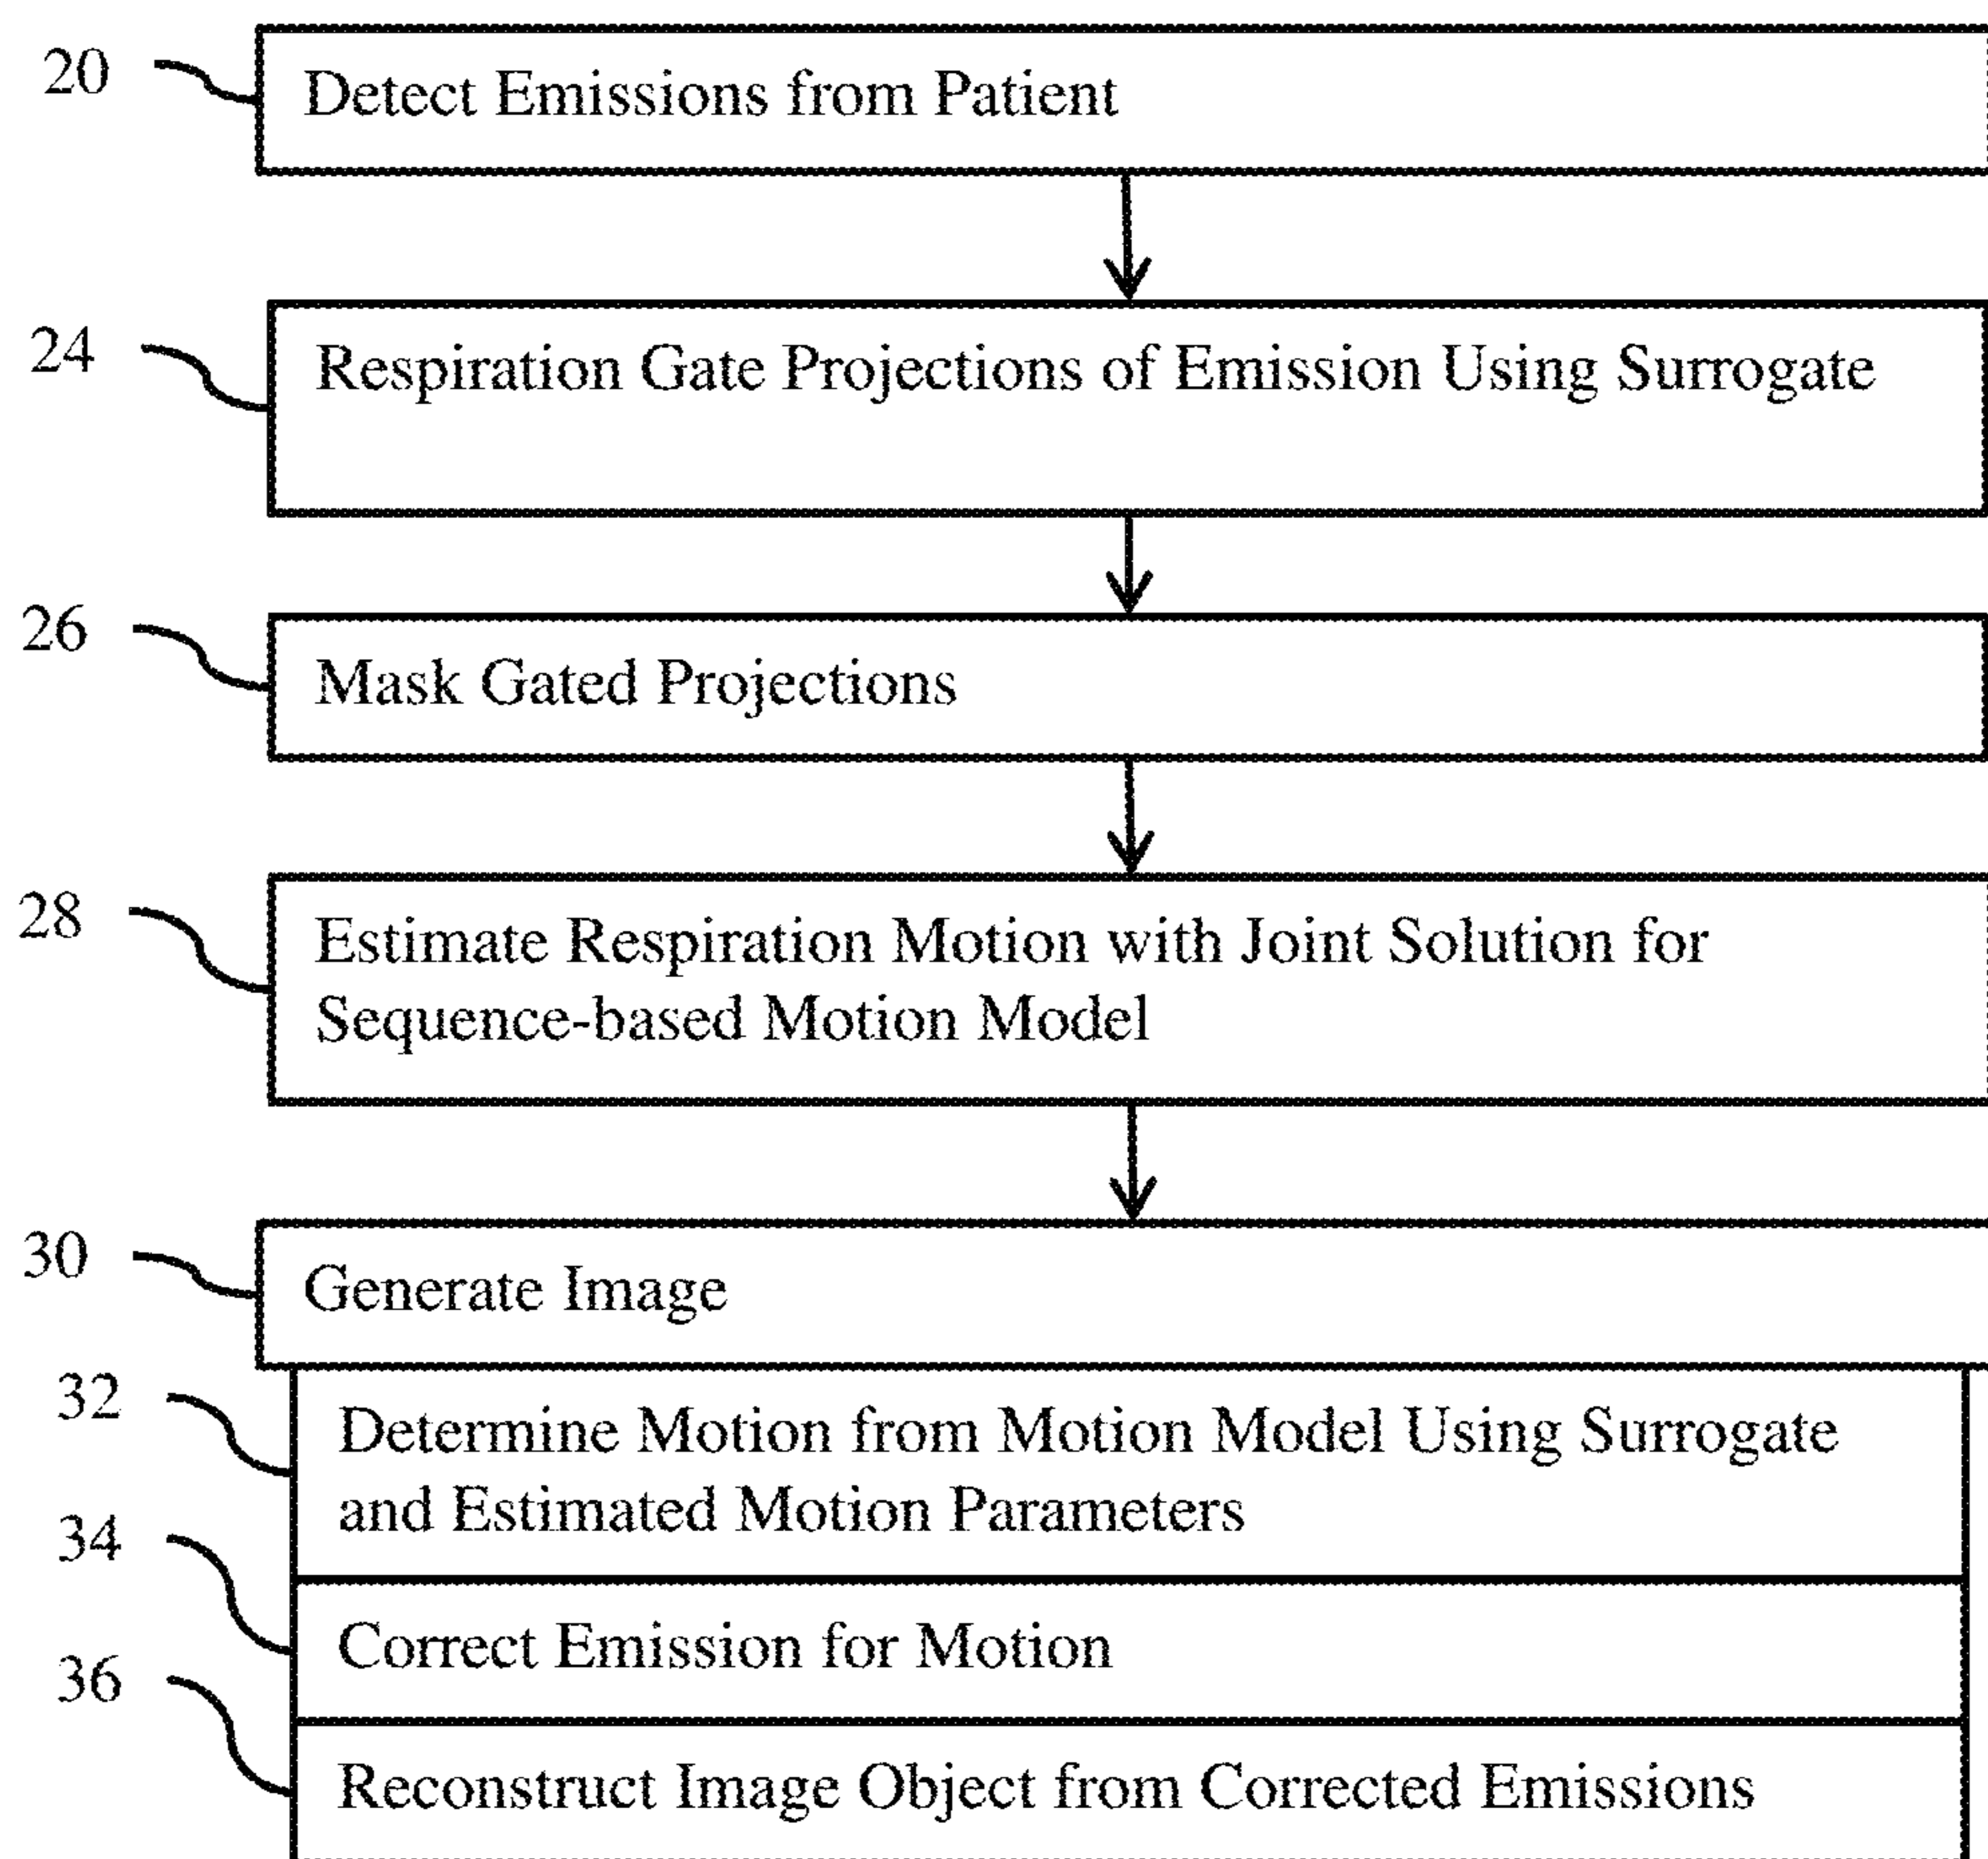 20
Detect Emissions from Patient
24
Respiration Gate Projections of Emission Using Surrogate
26
Mask Gated Projections
28
Estimate Respiration Motion with Joint Solution for
Sequence-based Motion Model
30
Generate Image
32
Determine Motion from Motion Model Using Surrogate
and Estimated Motion Parameters
34
Correct Emission for Motion
36
Reconstruct Image Object from Corrected Emissions